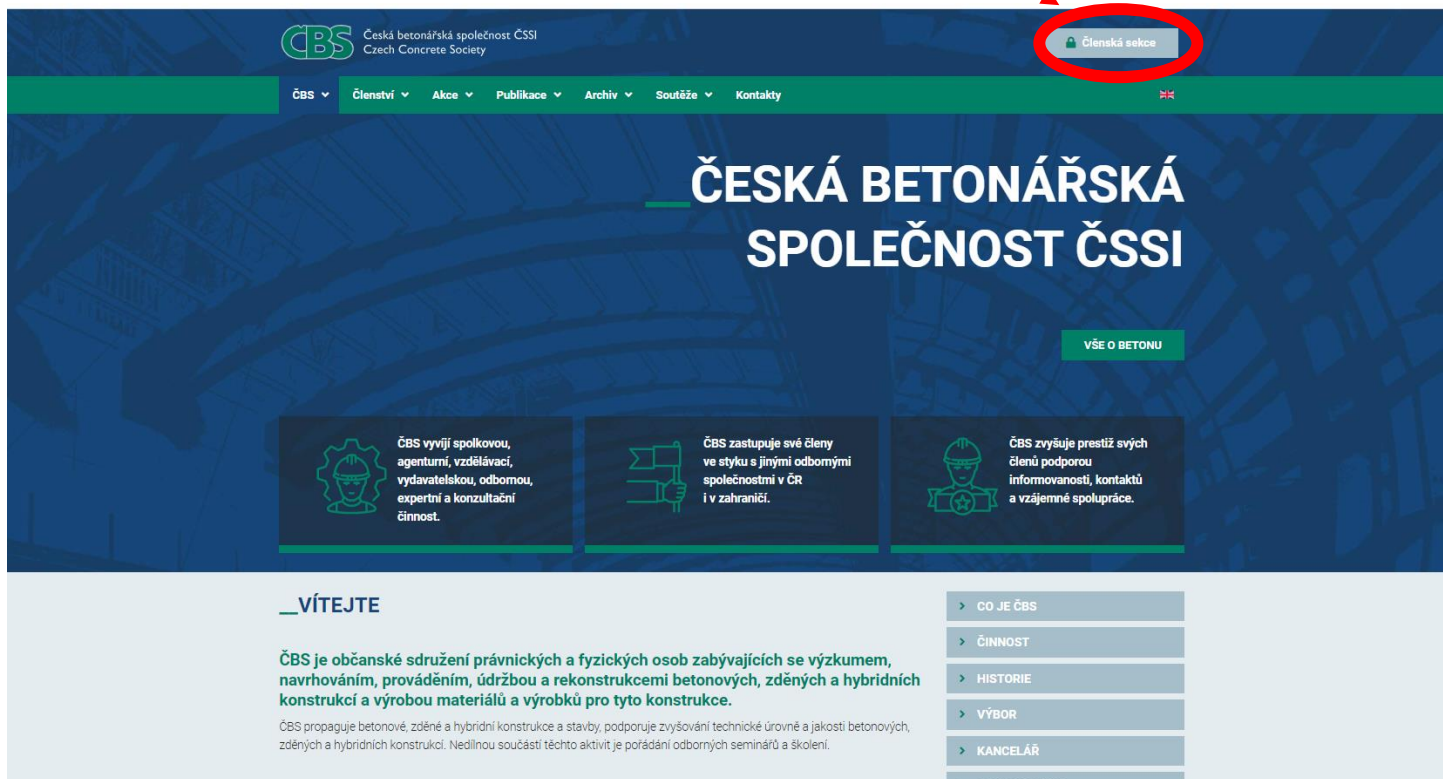 ČBS
Česká betonářská společnost ČSSI
Czech Concrete Society
Členská sekce
ČBS
Členství
Akce
Publikace
Archiv
Soutěže
Kontakty
__ČESKÁ BETONÁŘSKÁ
SPOLEČNOST ČSSI
VŠE O BETONU
ČBS vyvíjí spolkovou,
agenturní, vzdělávací,
vydavatelskou, odbornou,
expertní a konzultační
činnost.
ČBS zastupuje své členy
ve styku s jinými odbornými
společnostmi v ČR
i v zahraničí.
ČBS zvyšuje prestiž svých
členů podporou
informovanosti, kontaktů
a vzájemné spolupráce.
__VÍTEJTE
ČBS je občanské sdružení právnických a fyzických osob zabývajících se výzkumem,
navrhováním, prováděním, údržbou a rekonstrukcemi betonových, zděných a hybridních
konstrukcí a výrobou materiálů a výrobků pro tyto konstrukce.
ČBS propaguje betonové, zděné a hybridní konstrukce a stavby, podporuje zvyšování technické úrovně a jakosti betonových,
zděných a hybridních konstrukcí. Nedílnou součástí těchto aktivit je pořádání odborných seminářů a školení.
CO JE ČBS
ČINNOST
HISTORIE
VÝBOR
KANCELÁŘ